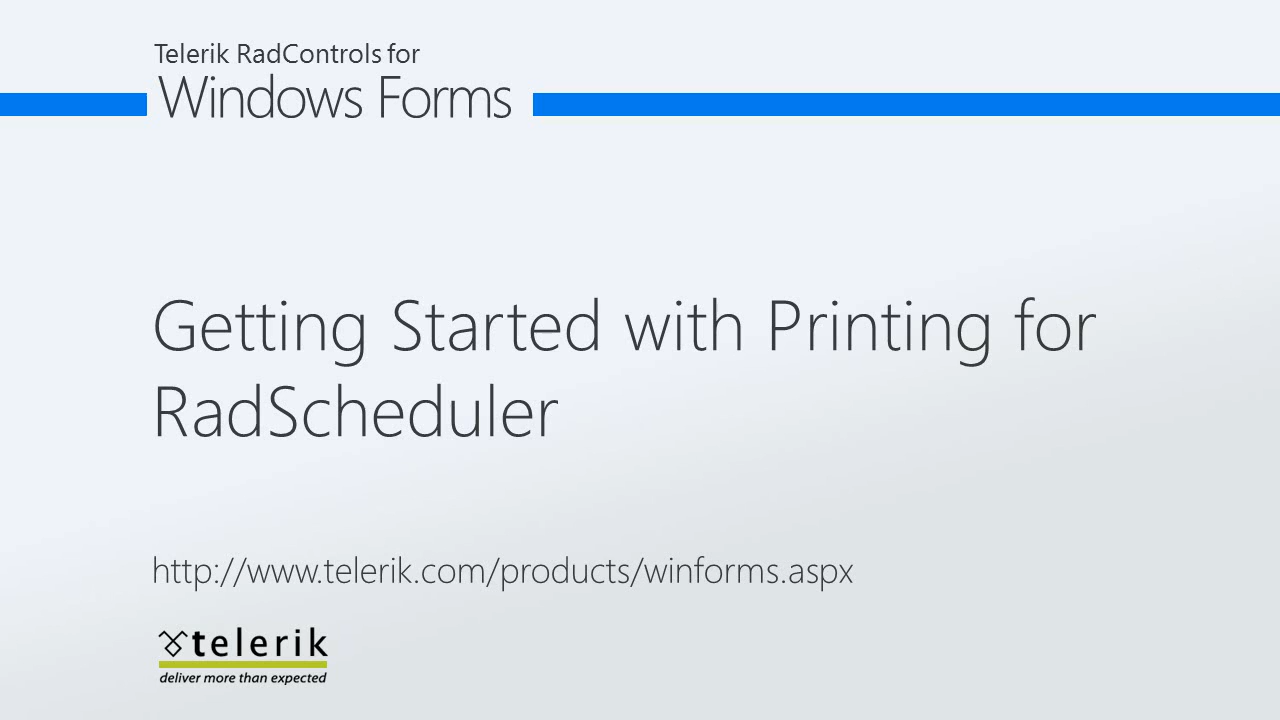 Telerik RadControls for
Windows Forms
Getting Started with Printing for
RadScheduler
http://www.telerik.com/products/winforms.aspx
telerik
deliver more than expected